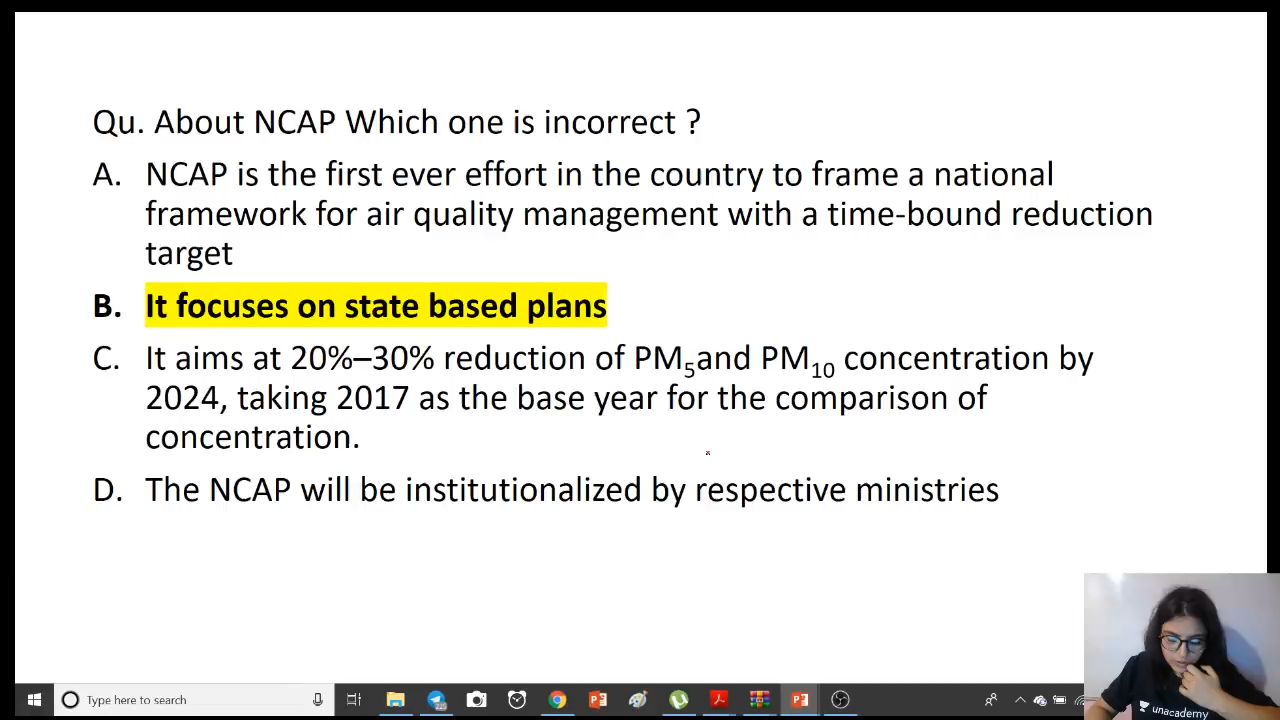 Qu. About NCAP Which one is incorrect ?
A. NCAP is the first ever effort in the country to frame a national
framework for air quality management with a time-bound reduction
target
B. It focuses on state based plans
C. It aims at 20%–30% reduction of PM5and PM10 concentration by
2024, taking 2017 as the base year for the comparison of
concentration.
D. The NCAP will be institutionalized by respective ministries
Type here to search
unacademy